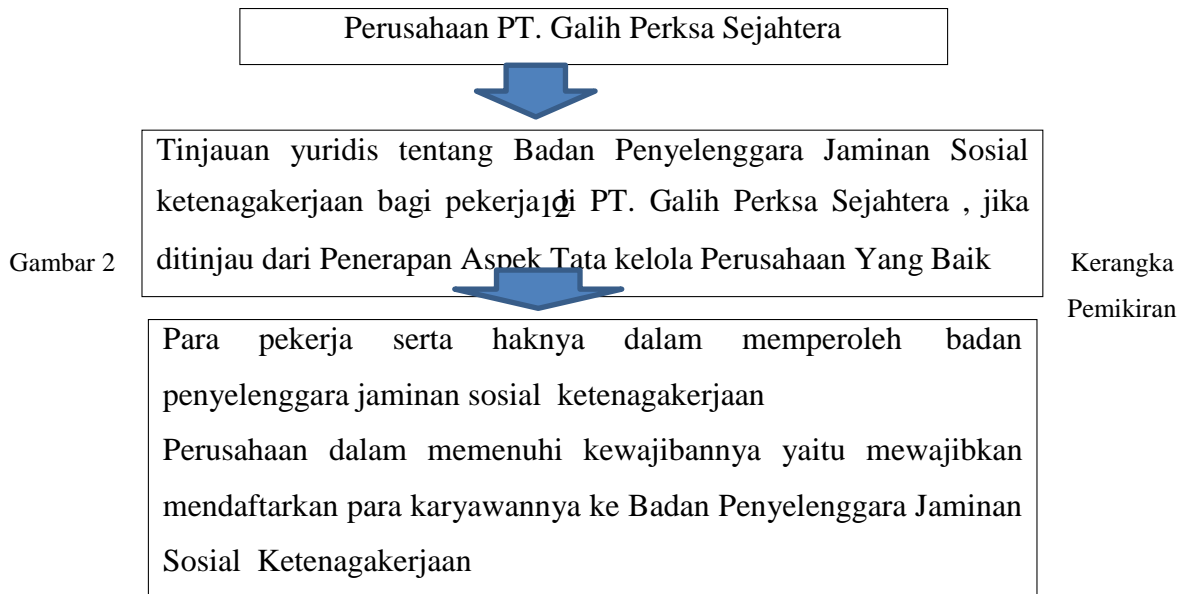 Perusahaan PT. Galih Perksa Sejahtera
Tinjauan yuridis tentang Badan Penyelenggara Jaminan Sosial
ketenagakerjaan bagi pekerja di PT. Galih Perksa Sejahtera , jika
12
ditinjau dari Penerapan Aspek Tata kelola Perusahaan Yang Baik
Gambar 2
Kerangka
Pemikiran
Para pekerja serta haknya dalam memperoleh badan
penyelenggara jaminan sosial ketenagakerjaan
Perusahaan dalam memenuhi kewajibannya yaitu mewajibkan
mendaftarkan para karyawannya ke Badan Penyelenggara Jaminan
Sosial Ketenagakerjaan